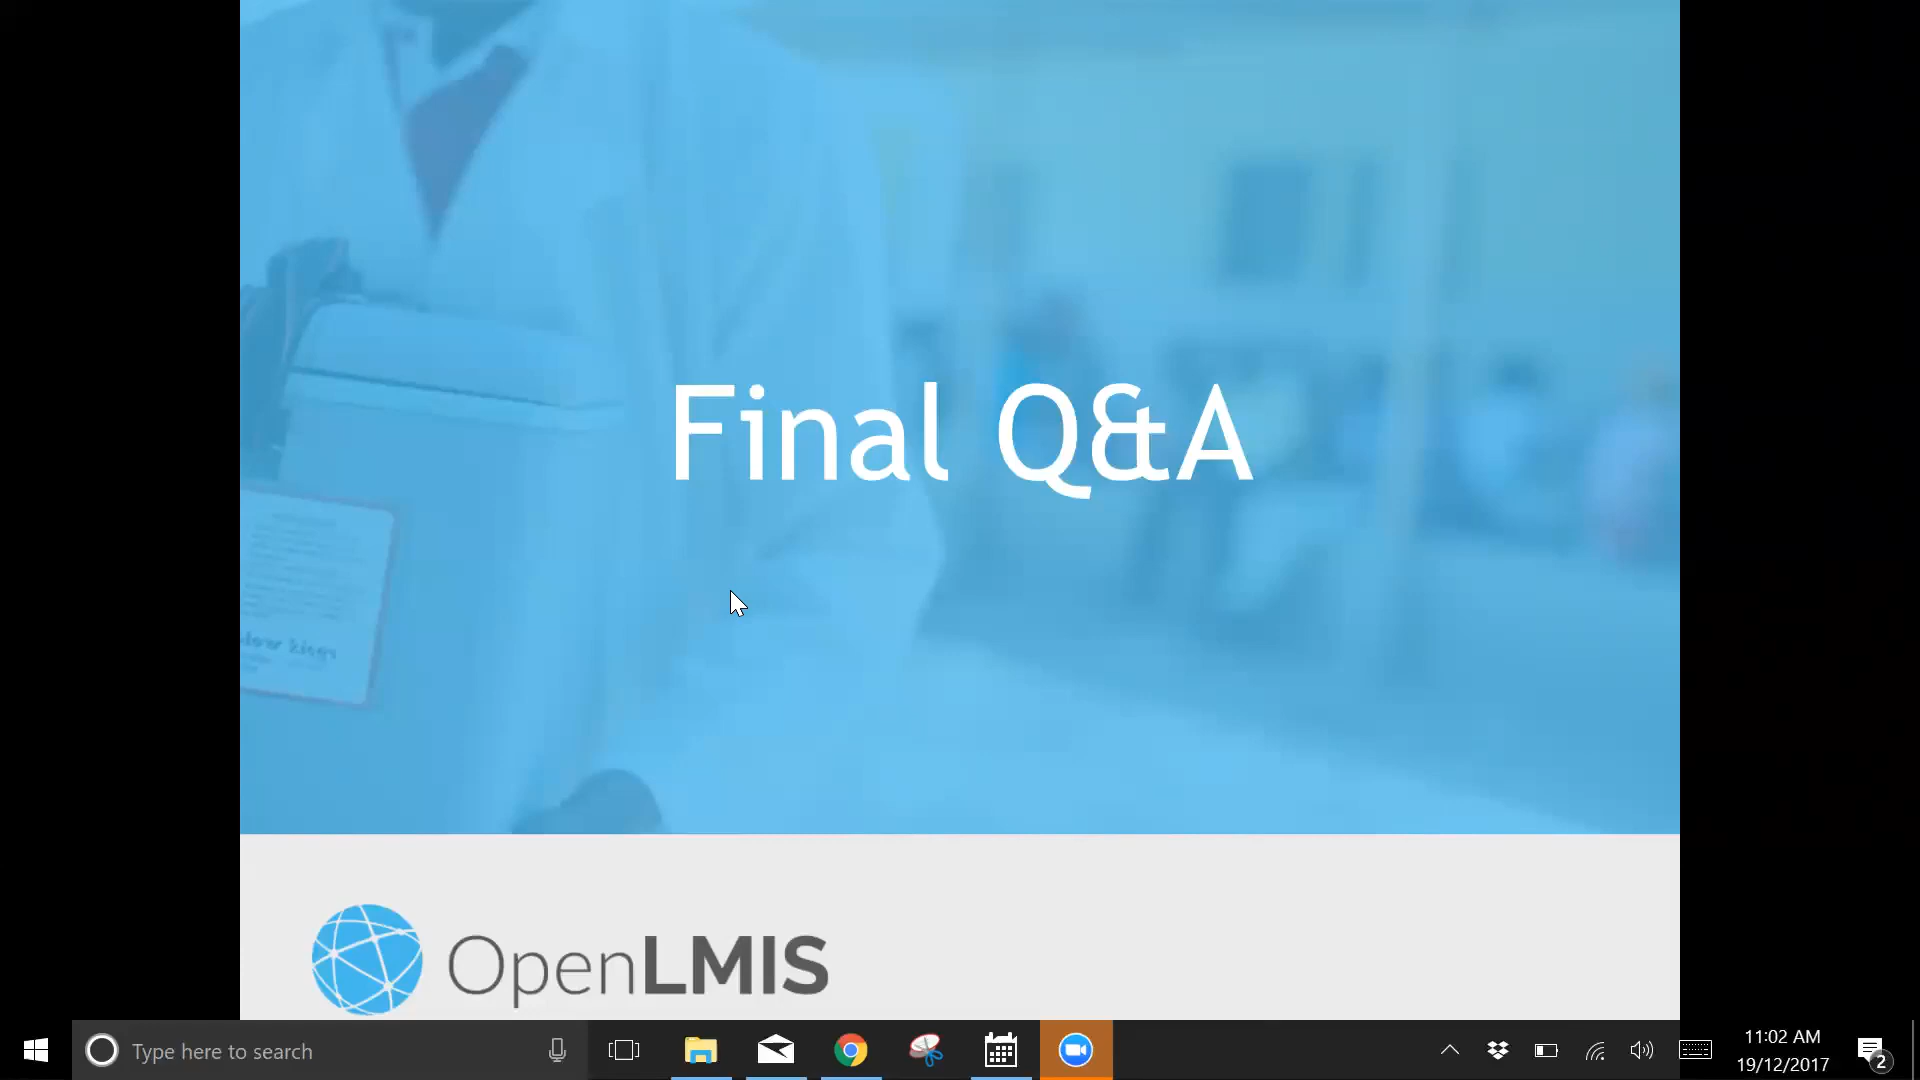 Final Q&A
OpenLMIS
Type here to search
11:02 AM
19/12/2017
2